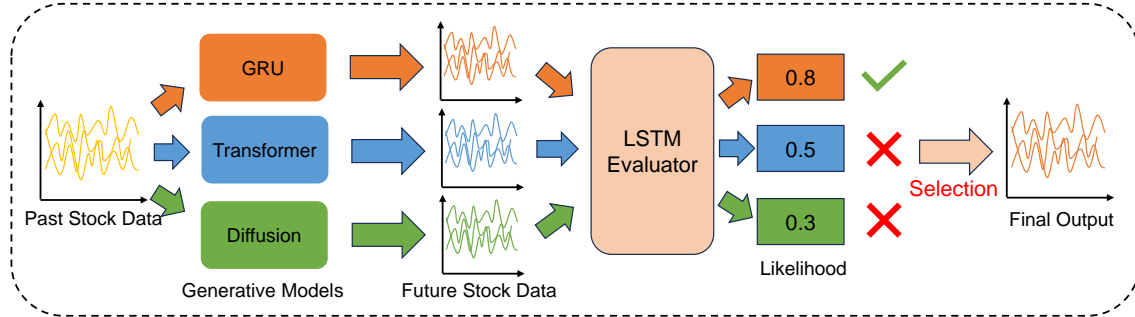 GRU
0.8
Transformer
LSTM
Evaluator
0.5
Selection
Past Stock Data
Diffusion
0.3
Final Output
Likelihood
Generative Models
Future Stock Data